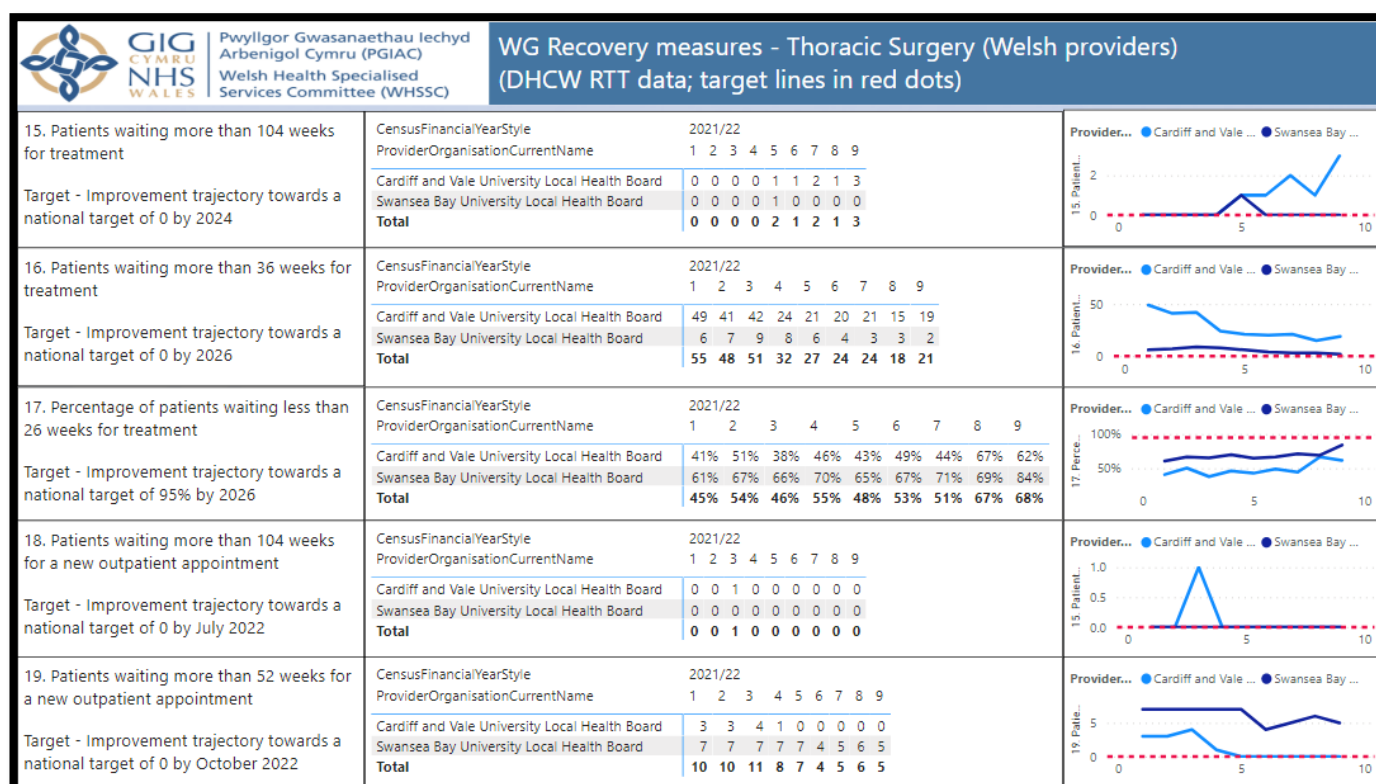 GIG
CYMRU
NHS
WALES
Pwyllgor Gwasanaethau Iechyd
Arbenigol Cymru (PGIAC)
Welsh Health Specialised
Services Committee (WHSSC)
WG Recovery measures - Thoracic Surgery (Welsh providers)
(DHCW RTT data; target lines in red dots)
15. Patients waiting more than 104 weeks
for treatment
Target - Improvement trajectory towards a
national target of 0 by 2024
CensusFinancialYearStyle 2021/22
ProviderOrganisationCurrentName 1 2 3 4 5 6 7 8 9
Cardiff and Vale University Local Health Board 0 0 0 0 1 1 2 1 3
Swansea Bay University Local Health Board 0 0 0 0 1 0 0 0 0
Total 0 0 0 0 2 1 2 1 3
Provider... Cardiff and Vale ... Swansea Bay ...
15. Patient...
2
0
0 5 10
16. Patients waiting more than 36 weeks for
treatment
Target - Improvement trajectory towards a
national target of 0 by 2026
CensusFinancialYearStyle 2021/22
ProviderOrganisationCurrentName 1 2 3 4 5 6 7 8 9
Cardiff and Vale University Local Health Board 49 41 42 24 21 20 21 15 19
Swansea Bay University Local Health Board 6 7 9 8 6 4 3 3 2
Total 55 48 51 32 27 24 24 18 21
Provider... Cardiff and Vale ... Swansea Bay ...
16. Patient...
50
0
0 5 10
17. Percentage of patients waiting less than
26 weeks for treatment
Target - Improvement trajectory towards a
national target of 95% by 2026
CensusFinancialYearStyle 2021/22
ProviderOrganisationCurrentName 1 2 3 4 5 6 7 8 9
Cardiff and Vale University Local Health Board 41% 51% 38% 46% 43% 49% 44% 67% 62%
Swansea Bay University Local Health Board 61% 67% 66% 70% 65% 67% 71% 69% 84%
Total 45% 54% 46% 55% 48% 53% 51% 67% 68%
Provider... Cardiff and Vale ... Swansea Bay ...
17. Perce...
100%
50%
0 5 10
18. Patients waiting more than 104 weeks
for a new outpatient appointment
Target - Improvement trajectory towards a
national target of 0 by July 2022
CensusFinancialYearStyle 2021/22
ProviderOrganisationCurrentName 1 2 3 4 5 6 7 8 9
Cardiff and Vale University Local Health Board 0 0 1 0 0 0 0 0 0
Swansea Bay University Local Health Board 0 0 0 0 0 0 0 0 0
Total 0 0 1 0 0 0 0 0 0
Provider... Cardiff and Vale ... Swansea Bay ...
15. Patient...
1.0
0.5
0.0
0 5 10
19. Patients waiting more than 52 weeks for
a new outpatient appointment
Target - Improvement trajectory towards a
national target of 0 by October 2022
CensusFinancialYearStyle 2021/22
ProviderOrganisationCurrentName 1 2 3 4 5 6 7 8 9
Cardiff and Vale University Local Health Board 3 3 4 1 0 0 0 0 0
Swansea Bay University Local Health Board 7 7 7 7 7 4 5 6 5
Total 10 10 11 8 7 4 5 6 5
Provider... Cardiff and Vale ... Swansea Bay ...
19. Patie...
5
0
0 5 10